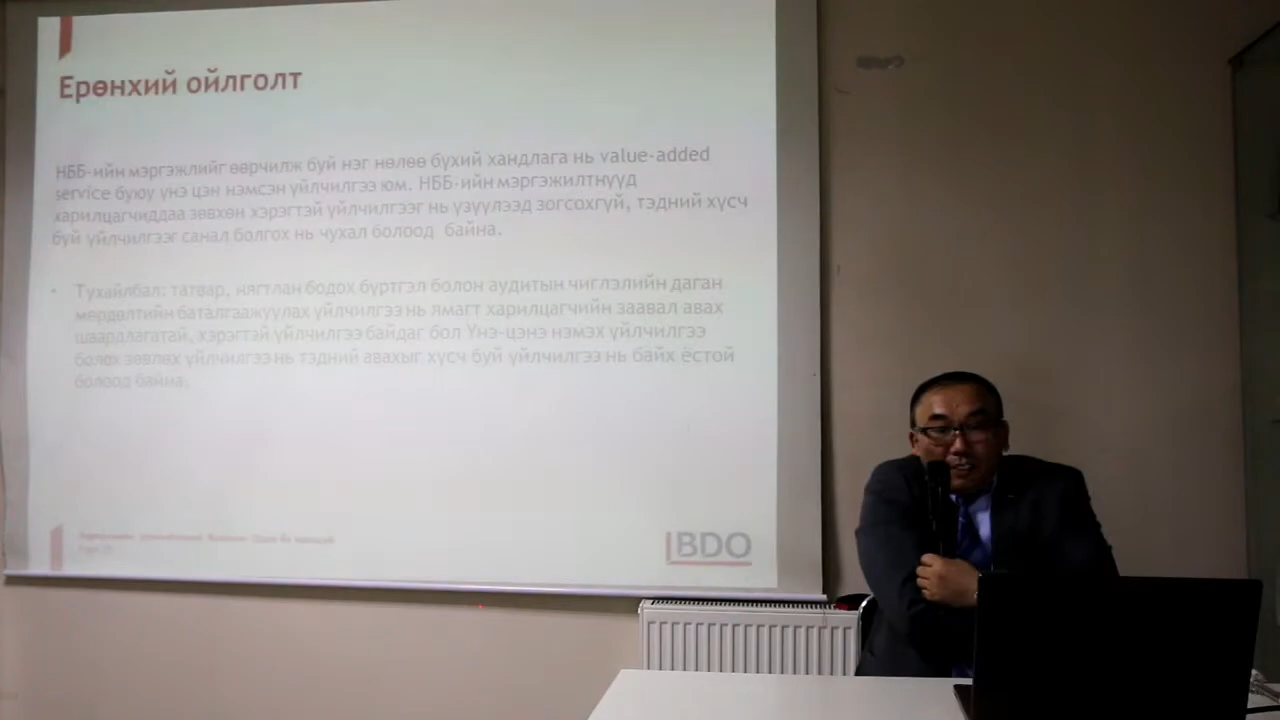 Ерөнхий ойлголт
НББ-ийн мэргэжлийг өөрчилж буй нэг нөлөө бүхий хандлага нь value-added
service буюу үнэ цэн нэмсэн үйлчилгээ юм. НББ-ийн мэргэжилтнүүд
харилцагчиддаа зөвхөн хэрэгтэй үйлчилгээг нь үзүүлээд зогсохгүй, тэдний хүсч
буй үйлчилгээг санал болгох нь чухал болоод байна.
• Тухайлбал: татвар, нягтлан бодох бүртгэл болон аудитын чиглэлийн даган
мөрдөлтийн баталгаажуулах үйлчилгээ нь ямагт харилцагчийн заавал авах
шаардлагатай, хэрэгтэй үйлчилгээ байдаг бол Үнэ-цэнэ нэмэх үйлчилгээ
болох зөвлөх үйлчилгээ нь тэдний авахыг хүсч буй үйлчилгээ нь байх ёстой
болоод байна.
BDO